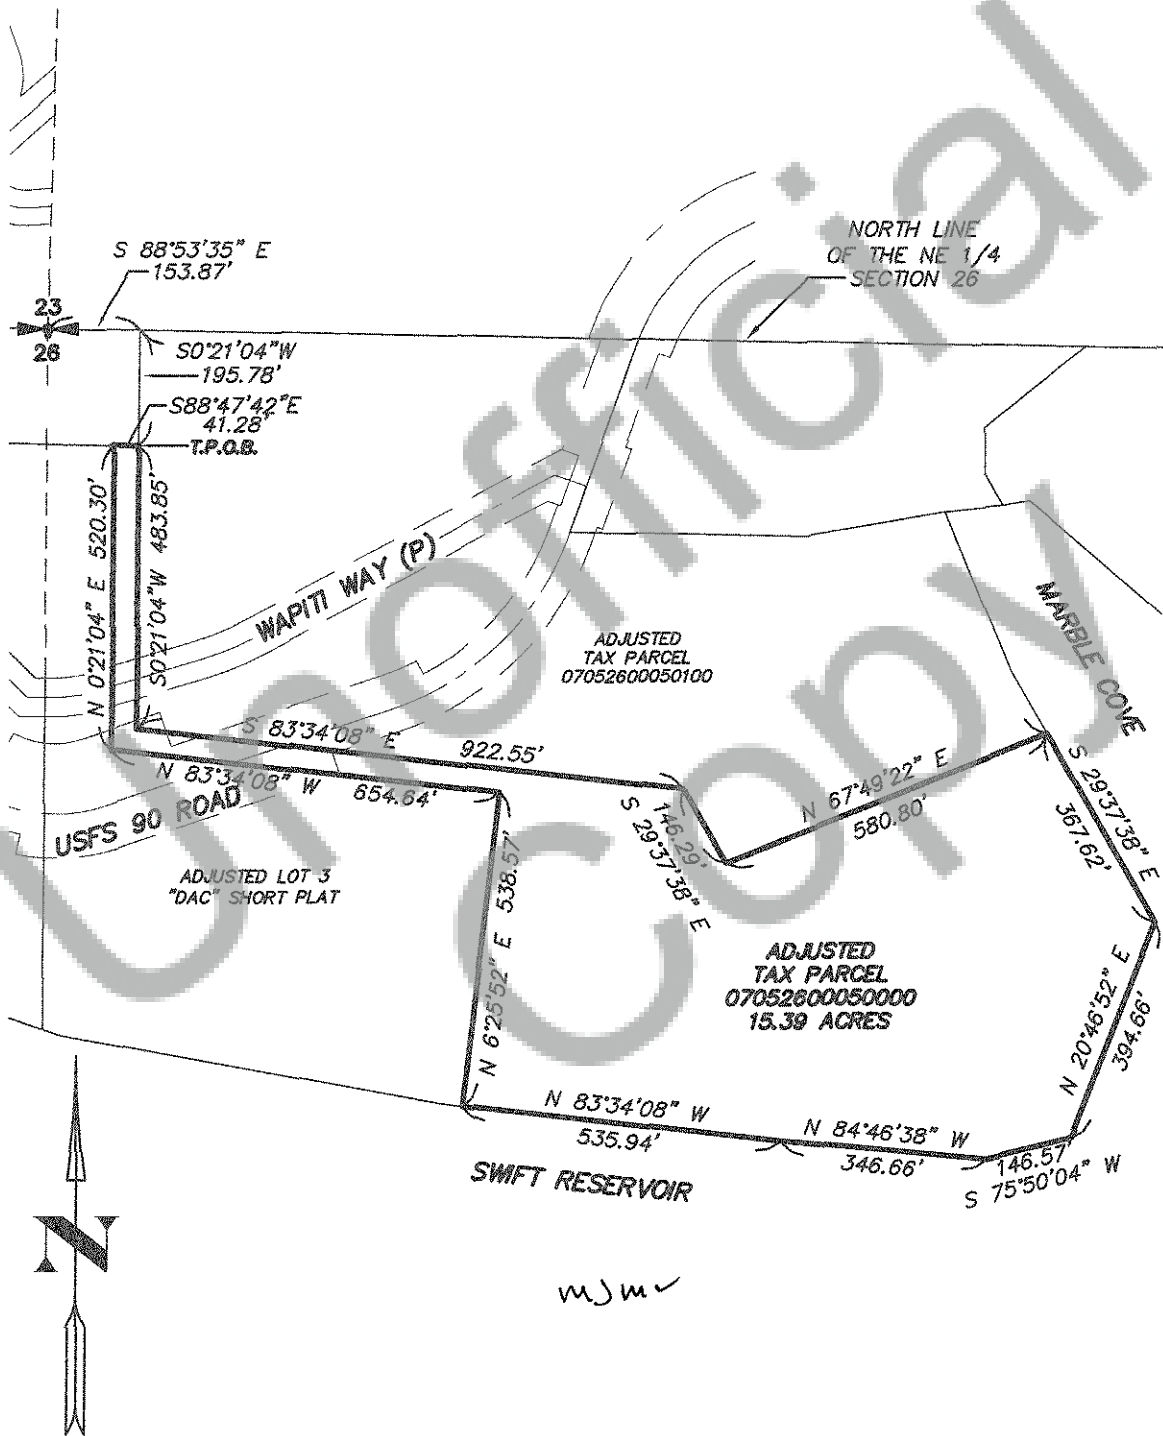 S 88°53'35" E
153.87'
23
26
S0°21'04"W
195.78'
S88°47'42"E
41.28'
T.P.O.B.
NORTH LINE
OF THE NE 1/4
SECTION 26
N 0°21'04" E 520.30'
S0°21'04"W 483.85'
WAPITI WAY (P)
ADJUSTED
TAX PARCEL
07052600050100
MARBLE COVE
S 83°34'08" E 922.55'
N 83°34'08" W
654.64'
USFS 90 ROAD
146.29'
S 29°37'38" E
N 67°49'22" E
580.80'
S 29°37'38" E
367.62'
ADJUSTED LOT 3
"DAC" SHORT PLAT
N 6°25'52" E 538.57'
ADJUSTED
TAX PARCEL
07052600050000
15.39 ACRES
N 20°46'52" E
394.66'
N 83°34'08" W
535.94'
N 84°46'38" W
346.66'
146.57'
S 75°50'04" W
SWIFT RESERVOIR
N
Unofficial
Copy